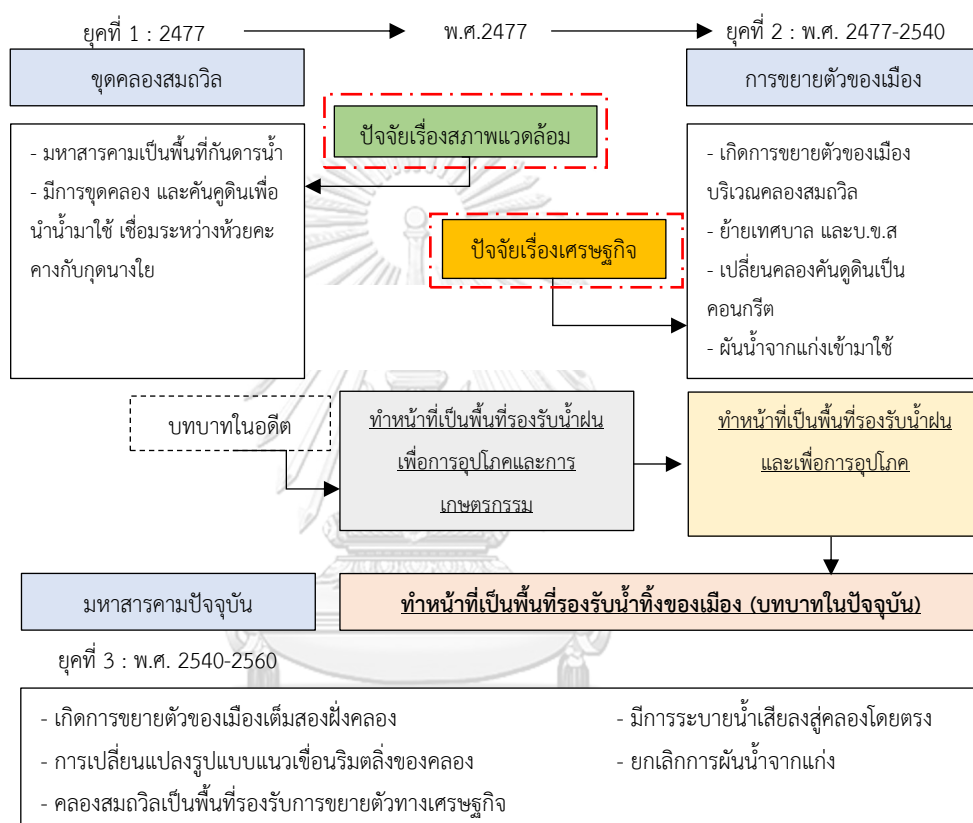 ยุคที่ 1 : 2477
พ.ศ.2477
ยุคที่ 2 : พ.ศ. 2477-2540
ขุดคลองสมถวิล
การขยายตัวของเมือง
ปัจจัยเรื่องสภาพแวดล้อม
- มหาสารคามเป็นพื้นที่กันดารน้ำ
- มีการขุดคลอง และคันคูดินเพื่อ
นำน้ำมาใช้ เชื่อมระหว่างห้วยคะ
คางกับกุดนางใย
ปัจจัยเรื่องเศรษฐกิจ
- เกิดการขยายตัวของเมือง
บริเวณคลองสมถวิล
- ย้ายเทศบาล และบ.ข.ส
- เปลี่ยนคลองคันดูดินเป็น
คอนกรีต
- ผันน้ำจากแก่งเข้ามาใช้
บทบาทในอดีต
ทำหน้าที่เป็นพื้นที่รองรับน้ำฝน
เพื่อการอุปโภคและการ
เกษตรกรรม
ทำหน้าที่เป็นพื้นที่รองรับน้ำฝน
และเพื่อการอุปโภค
มหาสารคามปัจจุบัน
ทำหน้าที่เป็นพื้นที่รองรับน้ำทิ้งของเมือง (บทบาทในปัจจุบัน)
ยุคที่ 3 : พ.ศ. 2540-2560
- เกิดการขยายตัวของเมืองเต็มสองฝั่งคลอง
- การเปลี่ยนแปลงรูปแบบแนวเขื่อนริมตลิ่งของคลอง
- คลองสมถวิลเป็นพื้นที่รองรับการขยายตัวทางเศรษฐกิจ
- มีการระบายน้ำเสียลงสู่คลองโดยตรง
- ยกเลิกการผันน้ำจากแก่ง